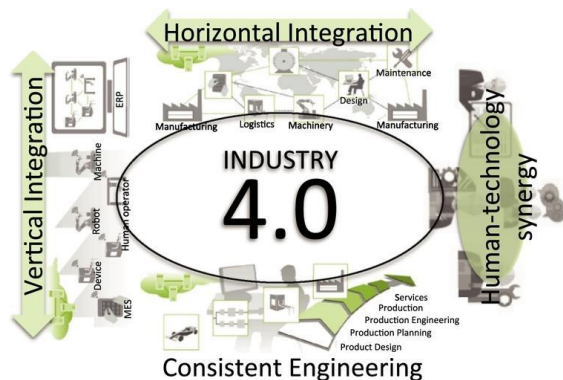 Horizontal Integration
Maintenance
Design
Manufacturing
Logistics
Machinery
Manufacturing
Vertical Integration
ERP
Machine
Human operator
Robot
Device
MES
INDUSTRY
4.0
Human-technology
synergy
Services
Production
Production Engineering
Production Planning
Product Design
Consistent Engineering